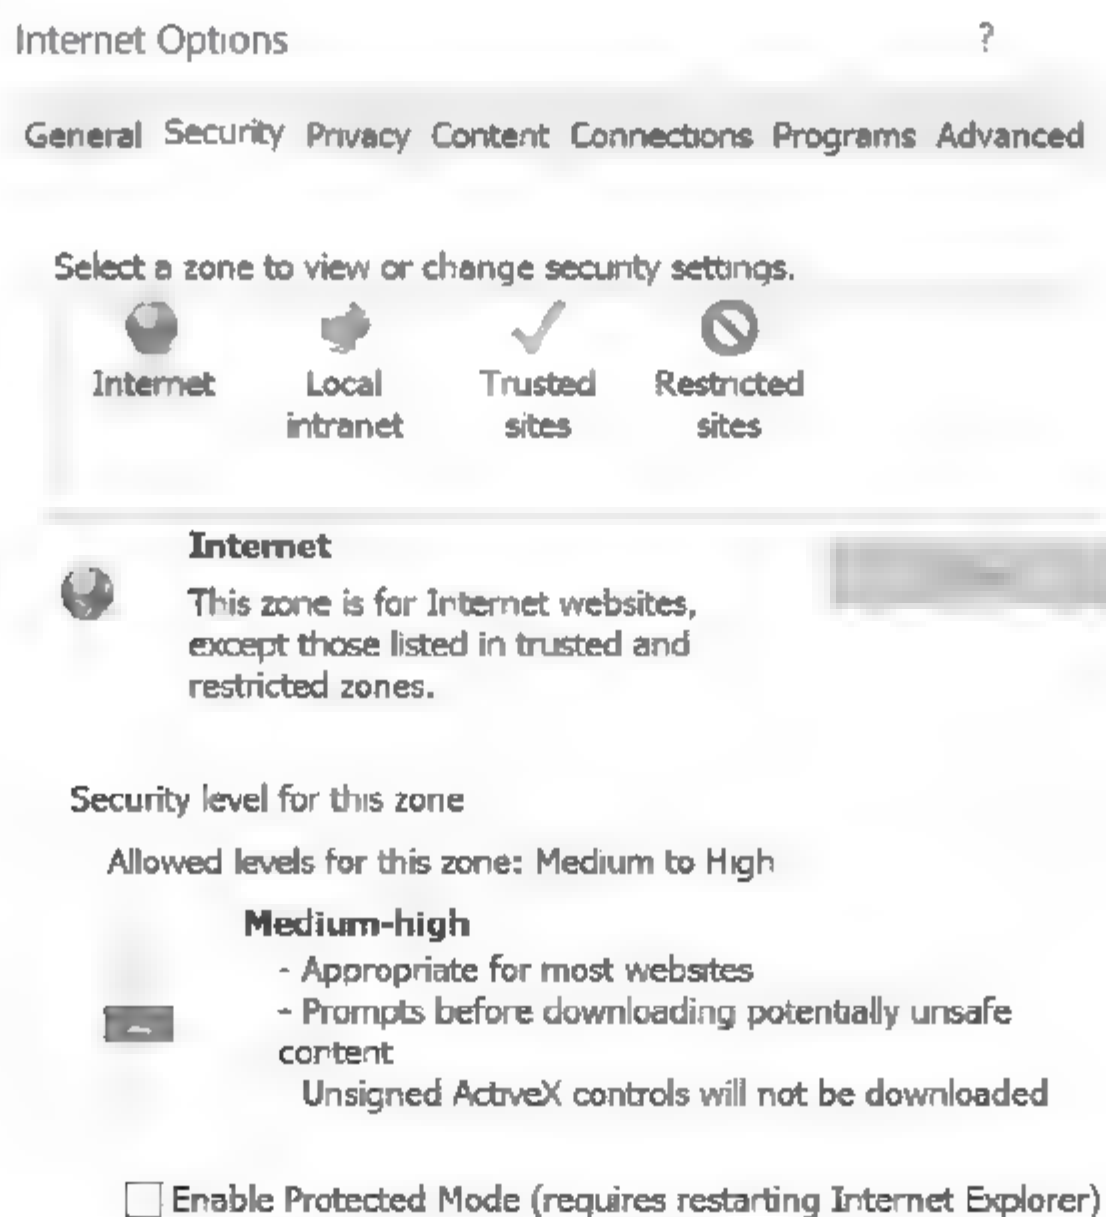 Internet Options ?
General Security Privacy Content Connections Programs Advanced
Select a zone to view or change security settings.
Internet Local intranet Trusted sites Restricted sites
Internet
This zone is for Internet websites,
except those listed in trusted and
restricted zones.
Security level for this zone
Allowed levels for this zone: Medium to High
Medium-high
- Appropriate for most websites
- Prompts before downloading potentially unsafe
content
Unsigned ActiveX controls will not be downloaded
Enable Protected Mode (requires restarting Internet Explorer)